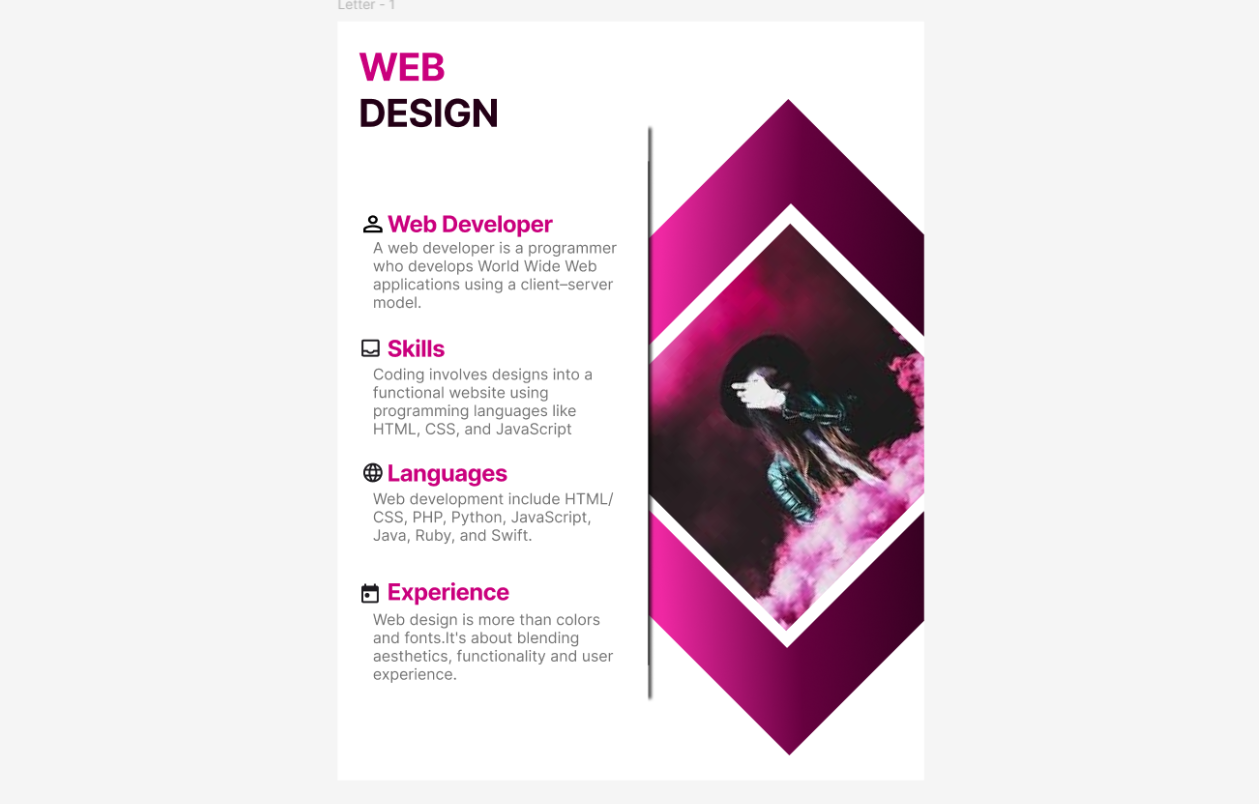 Letter - 1
WEB
DESIGN
Web Developer
A web developer is a programmer
who develops World Wide Web
applications using a client–server
model.
Skills
Coding involves designs into a
functional website using
programming languages like
HTML, CSS, and JavaScript
Languages
Web development include HTML/
CSS, PHP, Python, JavaScript,
Java, Ruby, and Swift.
Experience
Web design is more than colors
and fonts.It's about blending
aesthetics, functionality and user
experience.